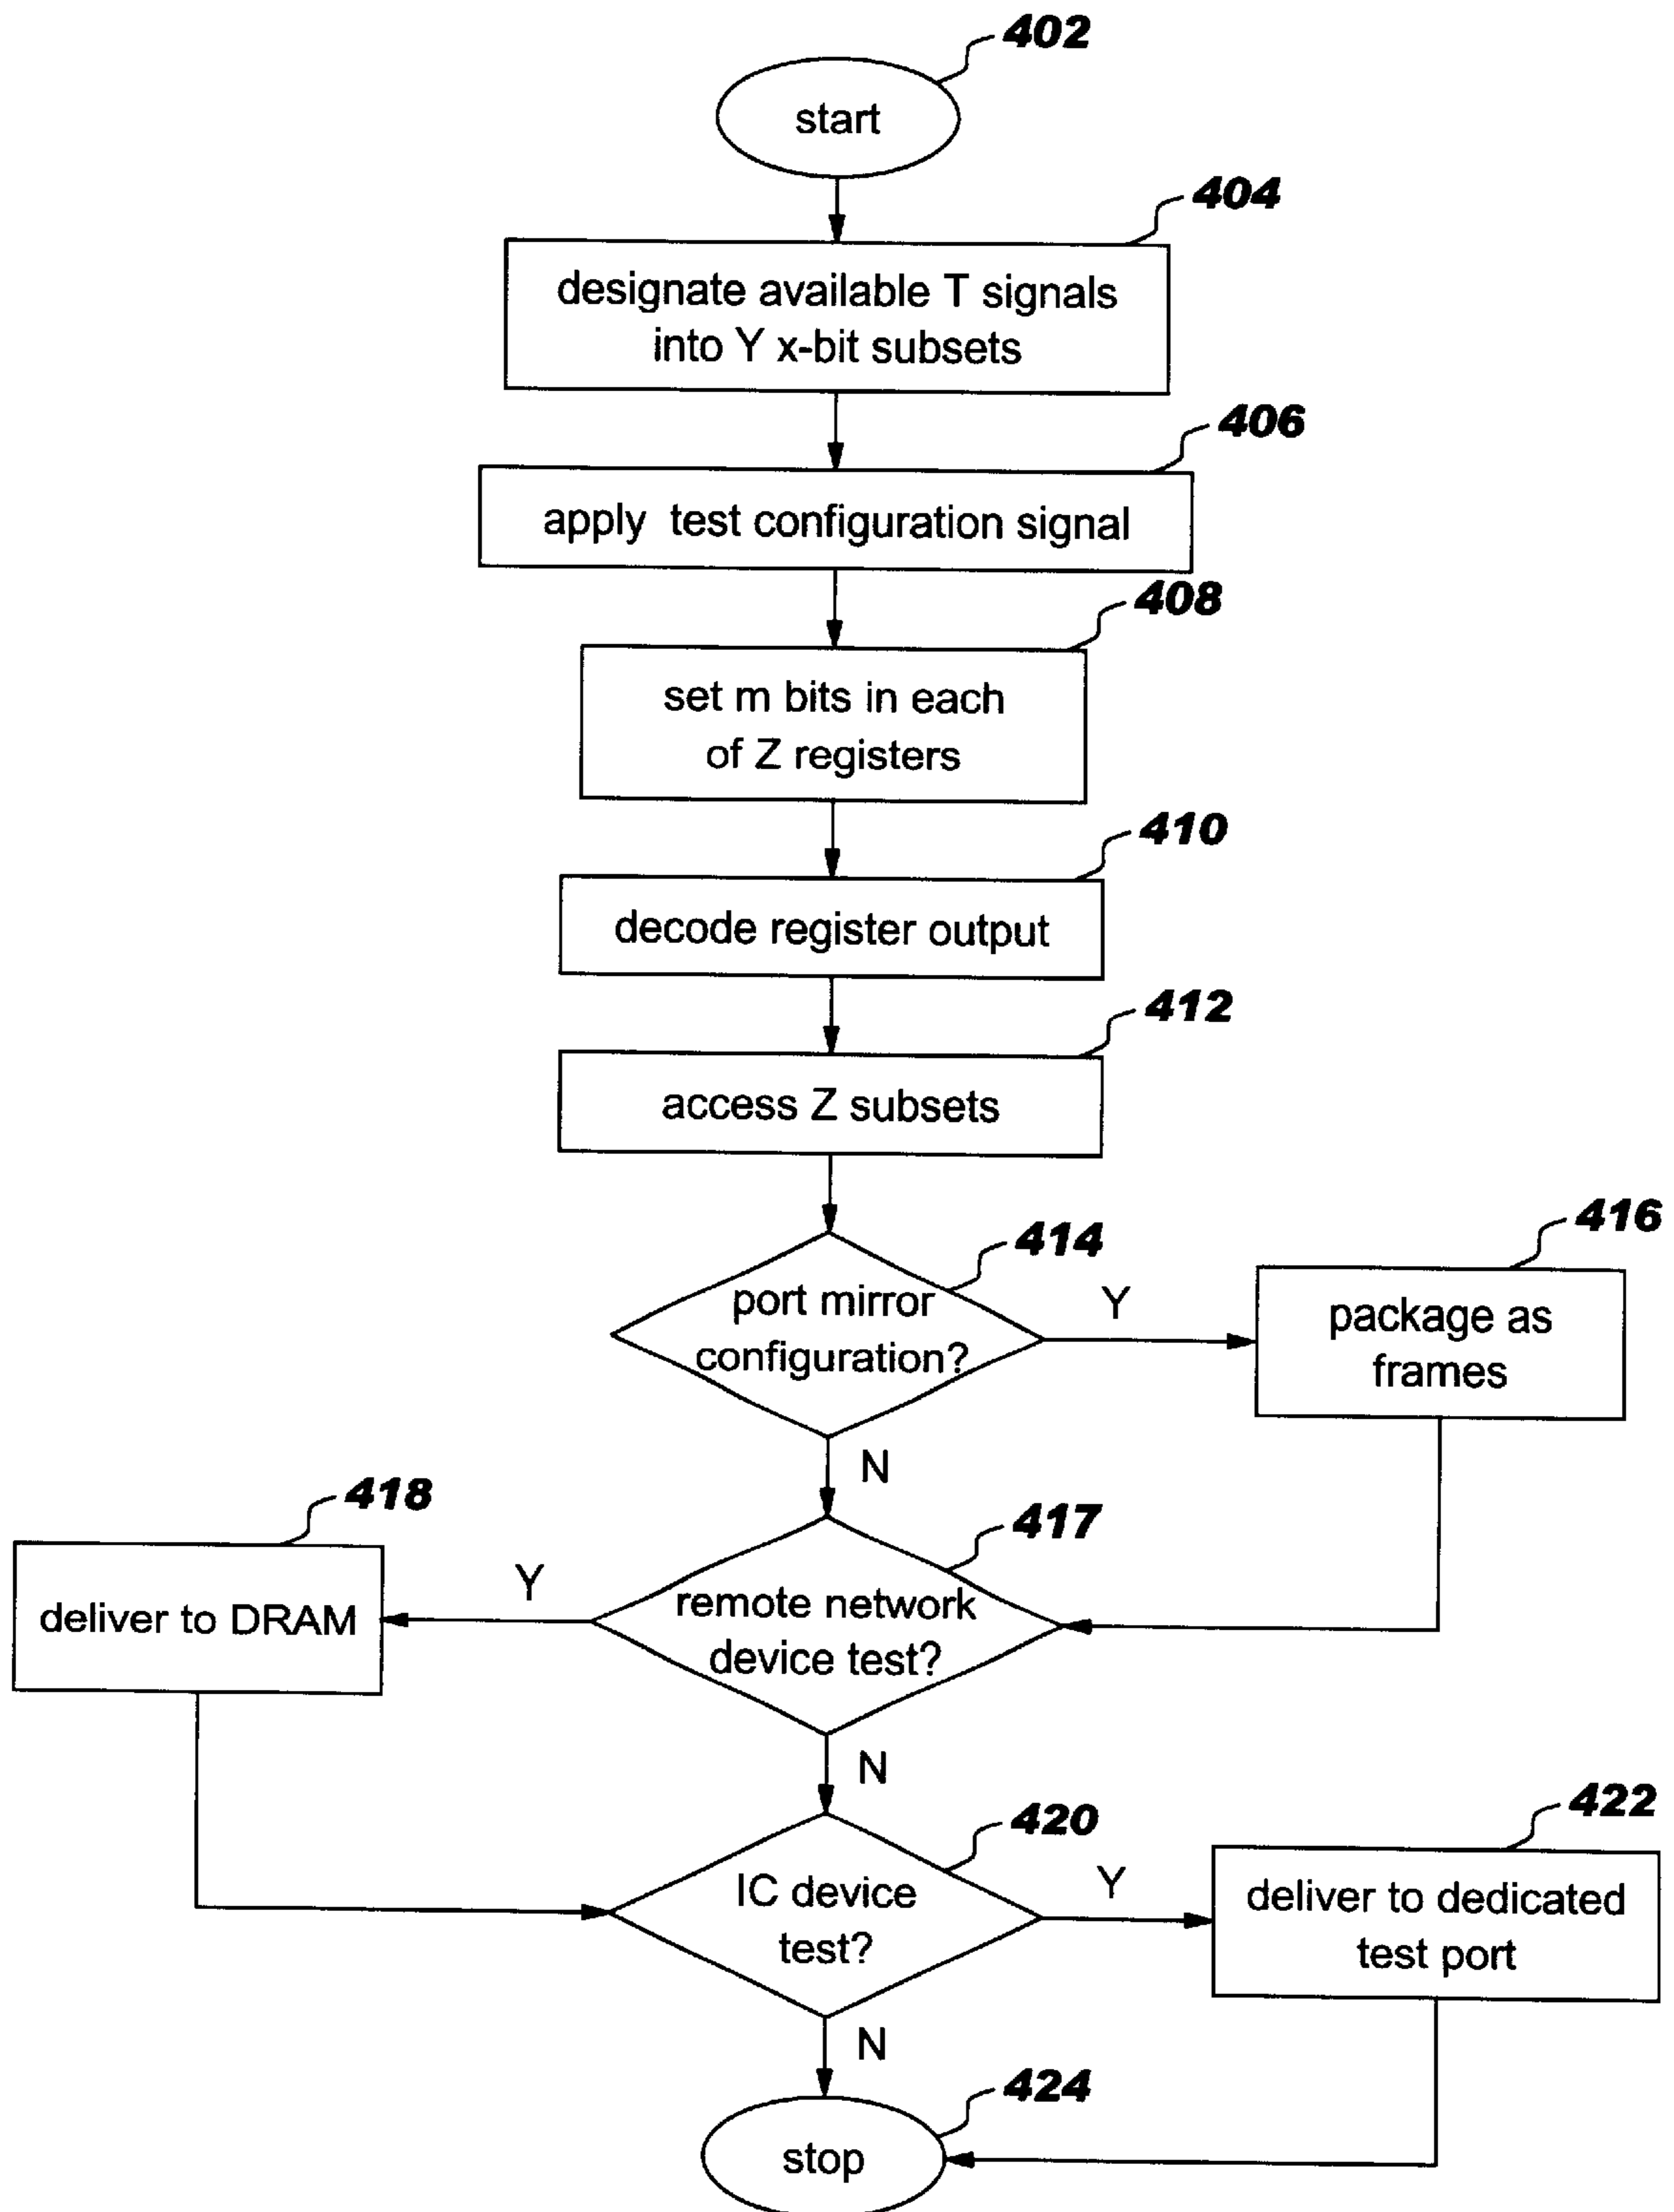 402
start
404
designate available T signals
into Y x-bit subsets
406
apply test configuration signal
408
set m bits in each
of Z registers
410
decode register output
412
access Z subsets
414
port mirror
configuration?
Y
416
package as
frames
N
418
deliver to DRAM
Y
417
remote network
device test?
N
420
IC device
test?
Y
422
deliver to dedicated
test port
N
424
stop